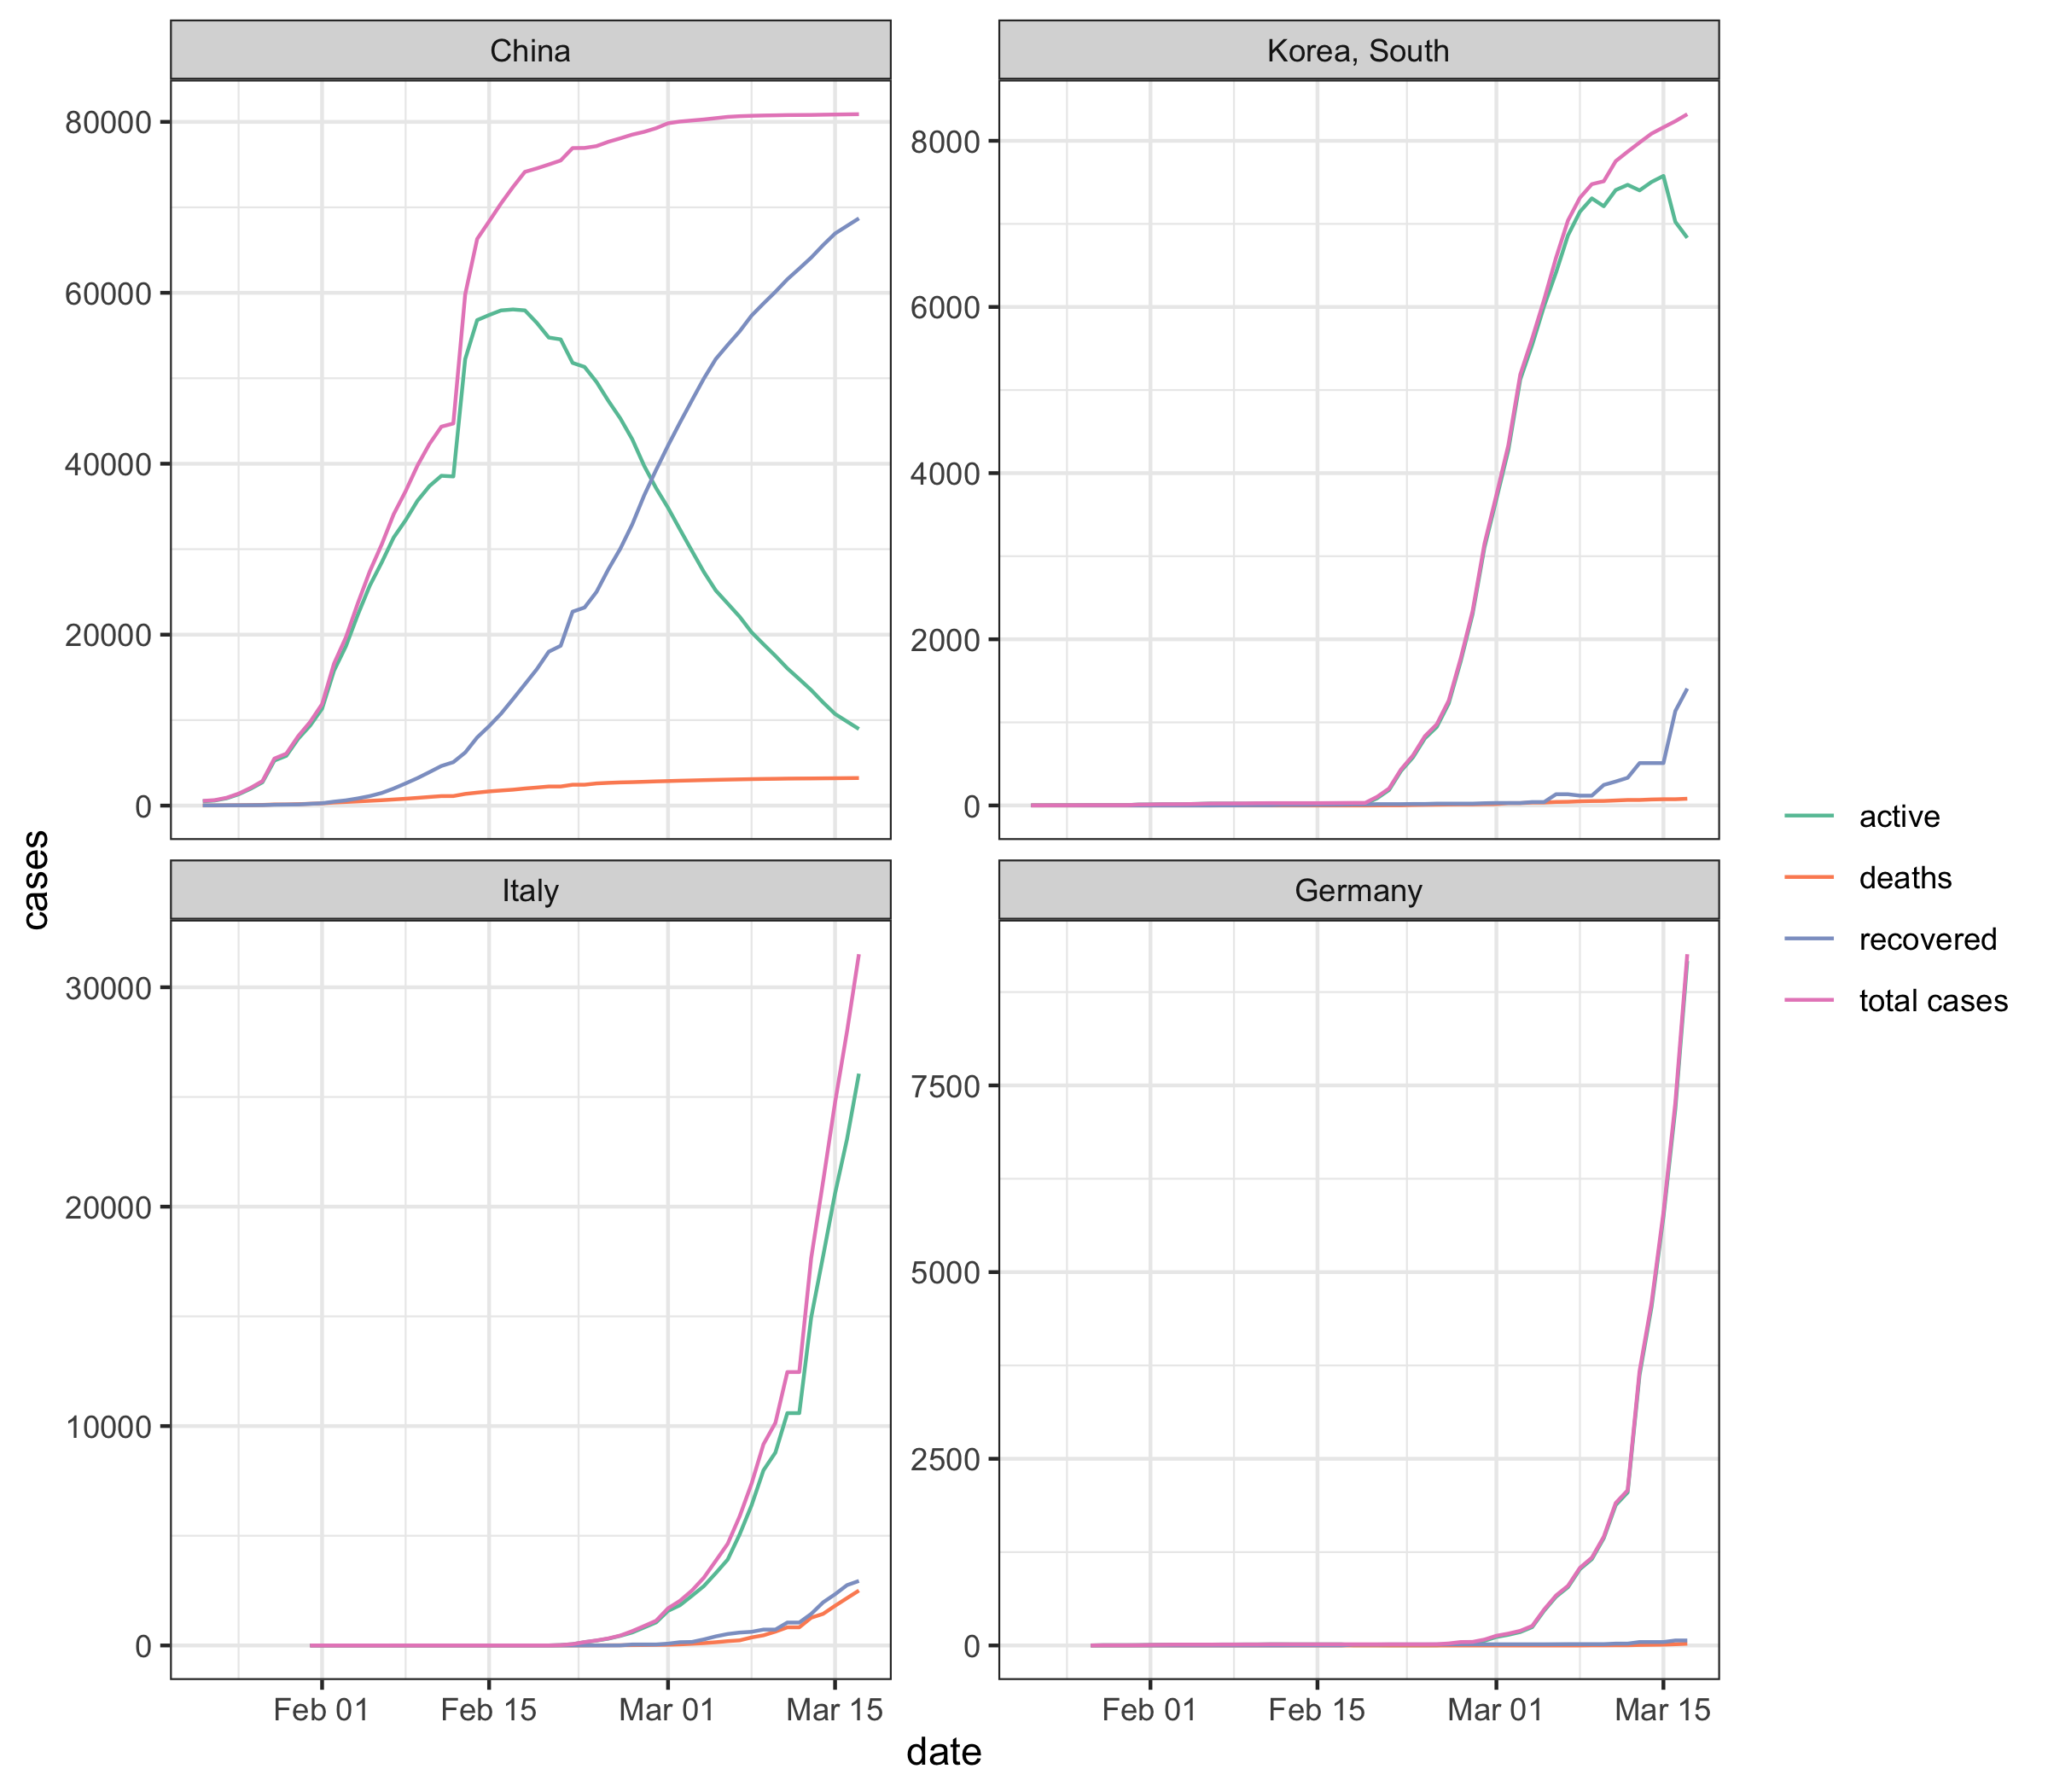 China
Korea, South
80000
60000
40000
20000
0
8000
6000
4000
2000
0
Italy
Germany
30000
20000
10000
0
7500
5000
2500
0
Feb 01 Feb 15 Mar 01 Mar 15
Feb 01 Feb 15 Mar 01 Mar 15
date
cases
active
deaths
recovered
total cases